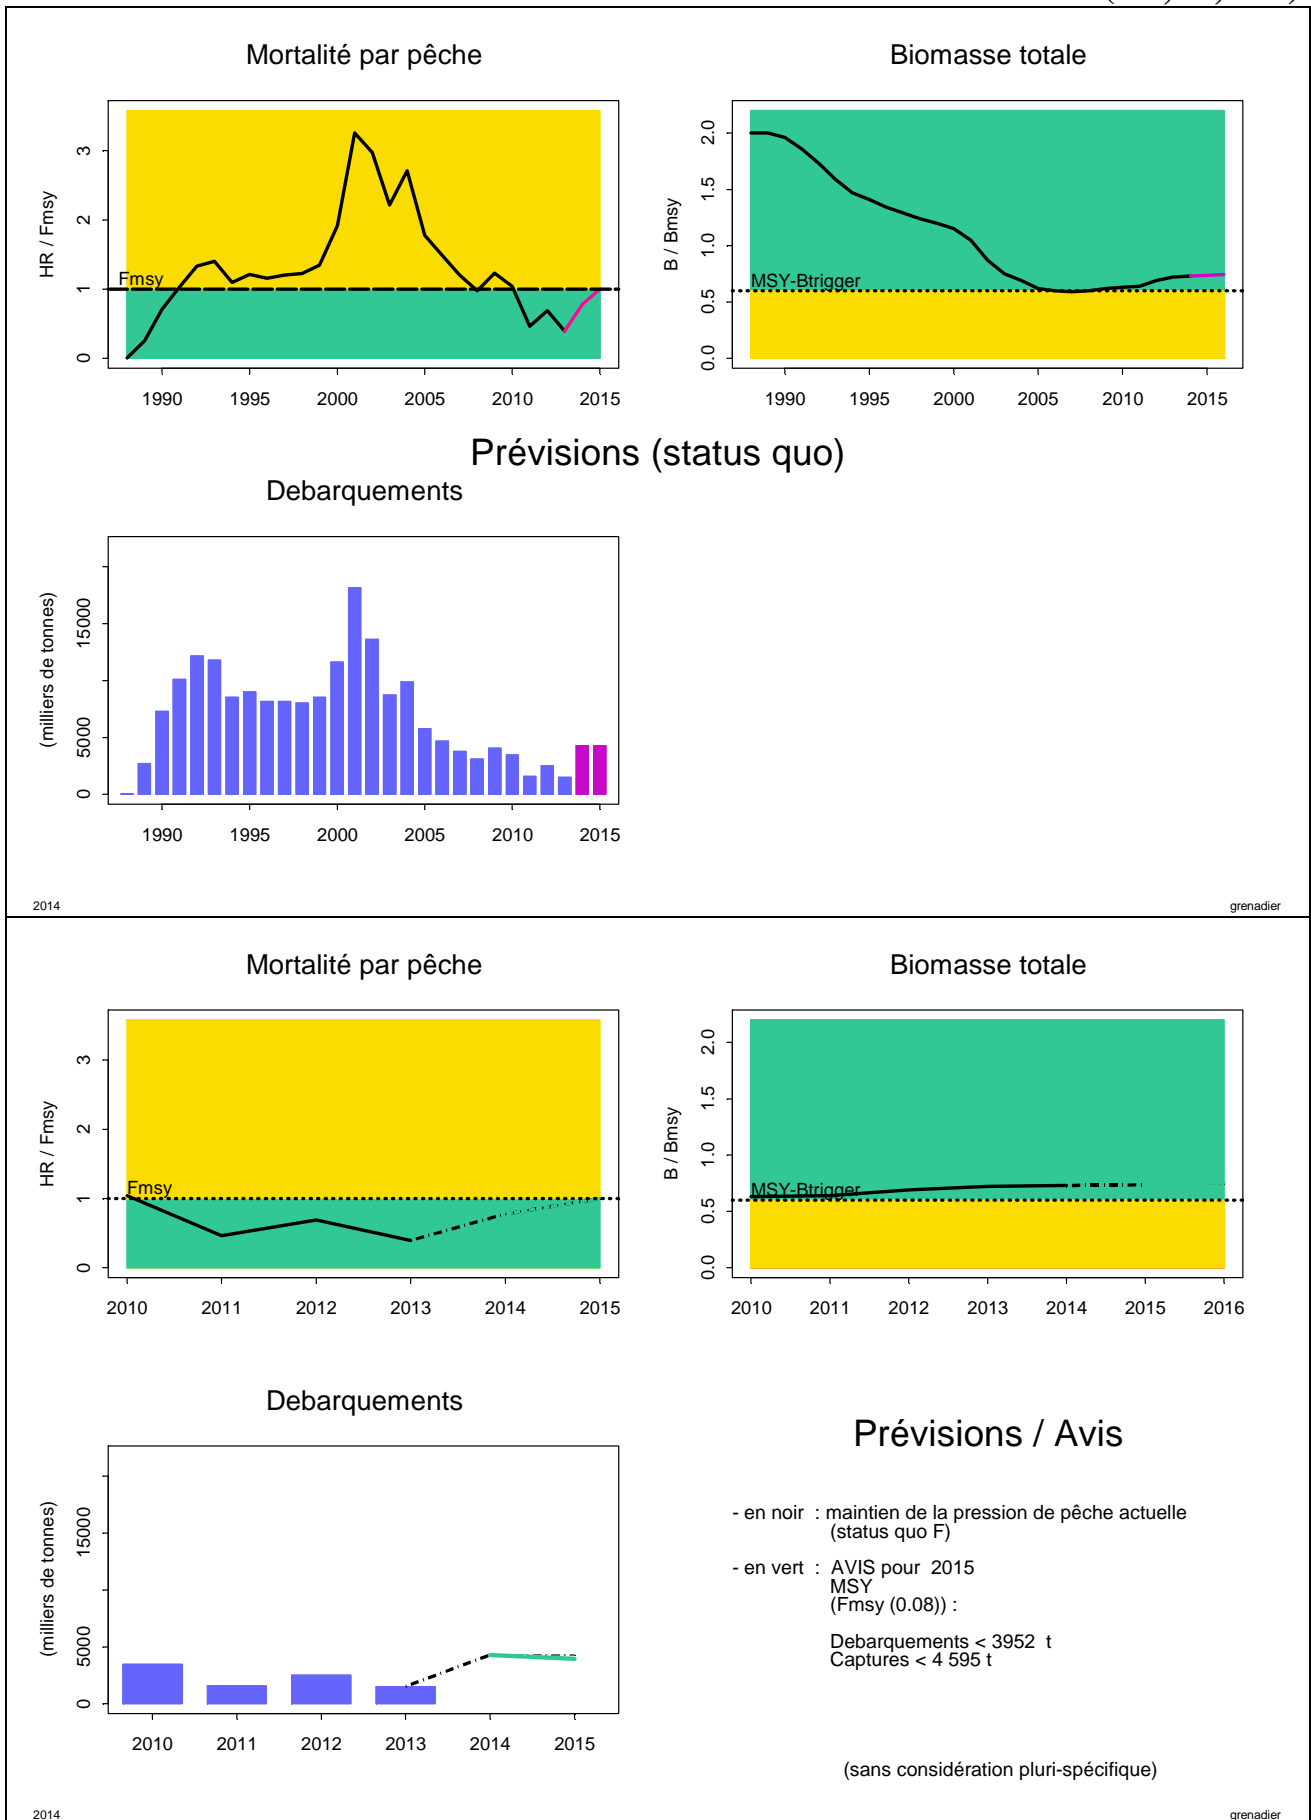 Mortalité par pêche
Biomasse totale
HR / Fmsy
0 1 2 3
Fmsy
1990 1995 2000 2005 2010 2015
B / Bmsy
0.0 0.5 1.0 1.5 2.0
MSY-Btrigger
1990 1995 2000 2005 2010 2015
Prévisions (status quo)
Debarquements
(milliers de tonnes)
0 5000 15000
1990 1995 2000 2005 2010 2015
2014
grenadier
Mortalité par pêche
Biomasse totale
HR / Fmsy
0 1 2 3
Fmsy
2010 2011 2012 2013 2014 2015
B / Bmsy
0.0 0.5 1.0 1.5 2.0
MSY-Btrigger
2010 2011 2012 2013 2014 2015 2016
Debarquements
(milliers de tonnes)
0 5000 15000
2010 2011 2012 2013 2014 2015
Prévisions / Avis
- en noir : maintien de la pression de pêche actuelle
(status quo F)
- en vert : AVIS pour 2015
MSY
(Fmsy (0.08)) :
Debarquements < 3952 t
Captures < 4 595 t
(sans considération pluri-spécifique)
2014
grenadier